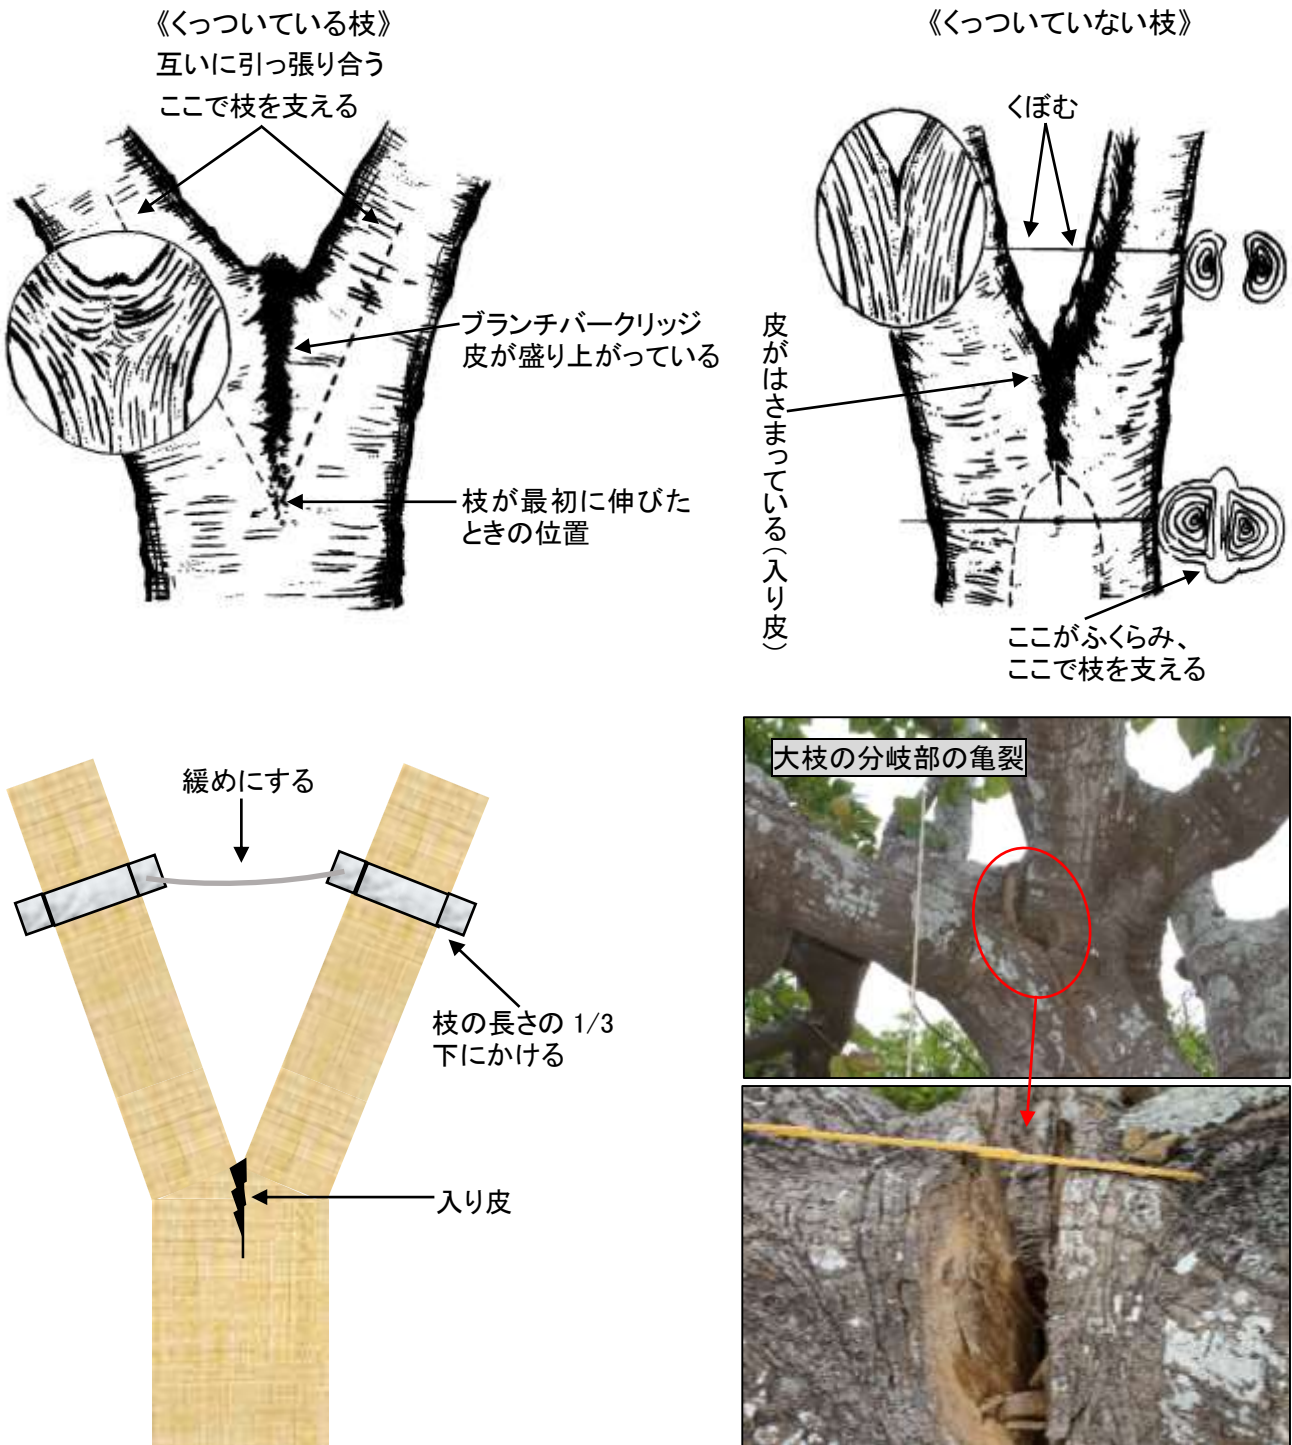 《くっついている枝》
互いに引っ張り合う
ここで枝を支える
ブランチバークリッジ
皮が盛り上がっている
枝が最初に伸びた
ときの位置
《くっついていない枝》
くぼむ
皮がはさまっている（入り皮）
ここがふくらみ、
ここで枝を支える
緩めにする
枝の長さの 1/3
下にかける
入り皮
大枝の分岐部の亀裂